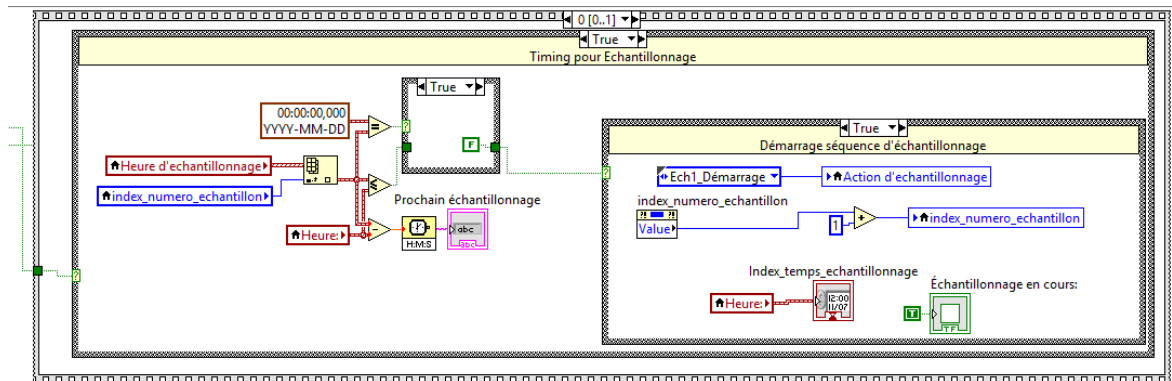 0 [0..1]
True
Timing pour Echantillonnage
True
00:00:00,000
YYYY-MM-DD
=
F
True
Démarrage séquence d'échantillonnage
Heure d'echantillonnage
index_numero_echantillon
≤
Ech1_Démarrage
Action d'echantillonnage
Prochain échantillonnage
index_numero_echantillon
Value
1
+
index_numero_echantillon
Heure:
-
H:M:S
abc
abc
Index_temps_echantillonnage
Heure:
12:00
11/07
Échantillonnage en cours:
T
TF